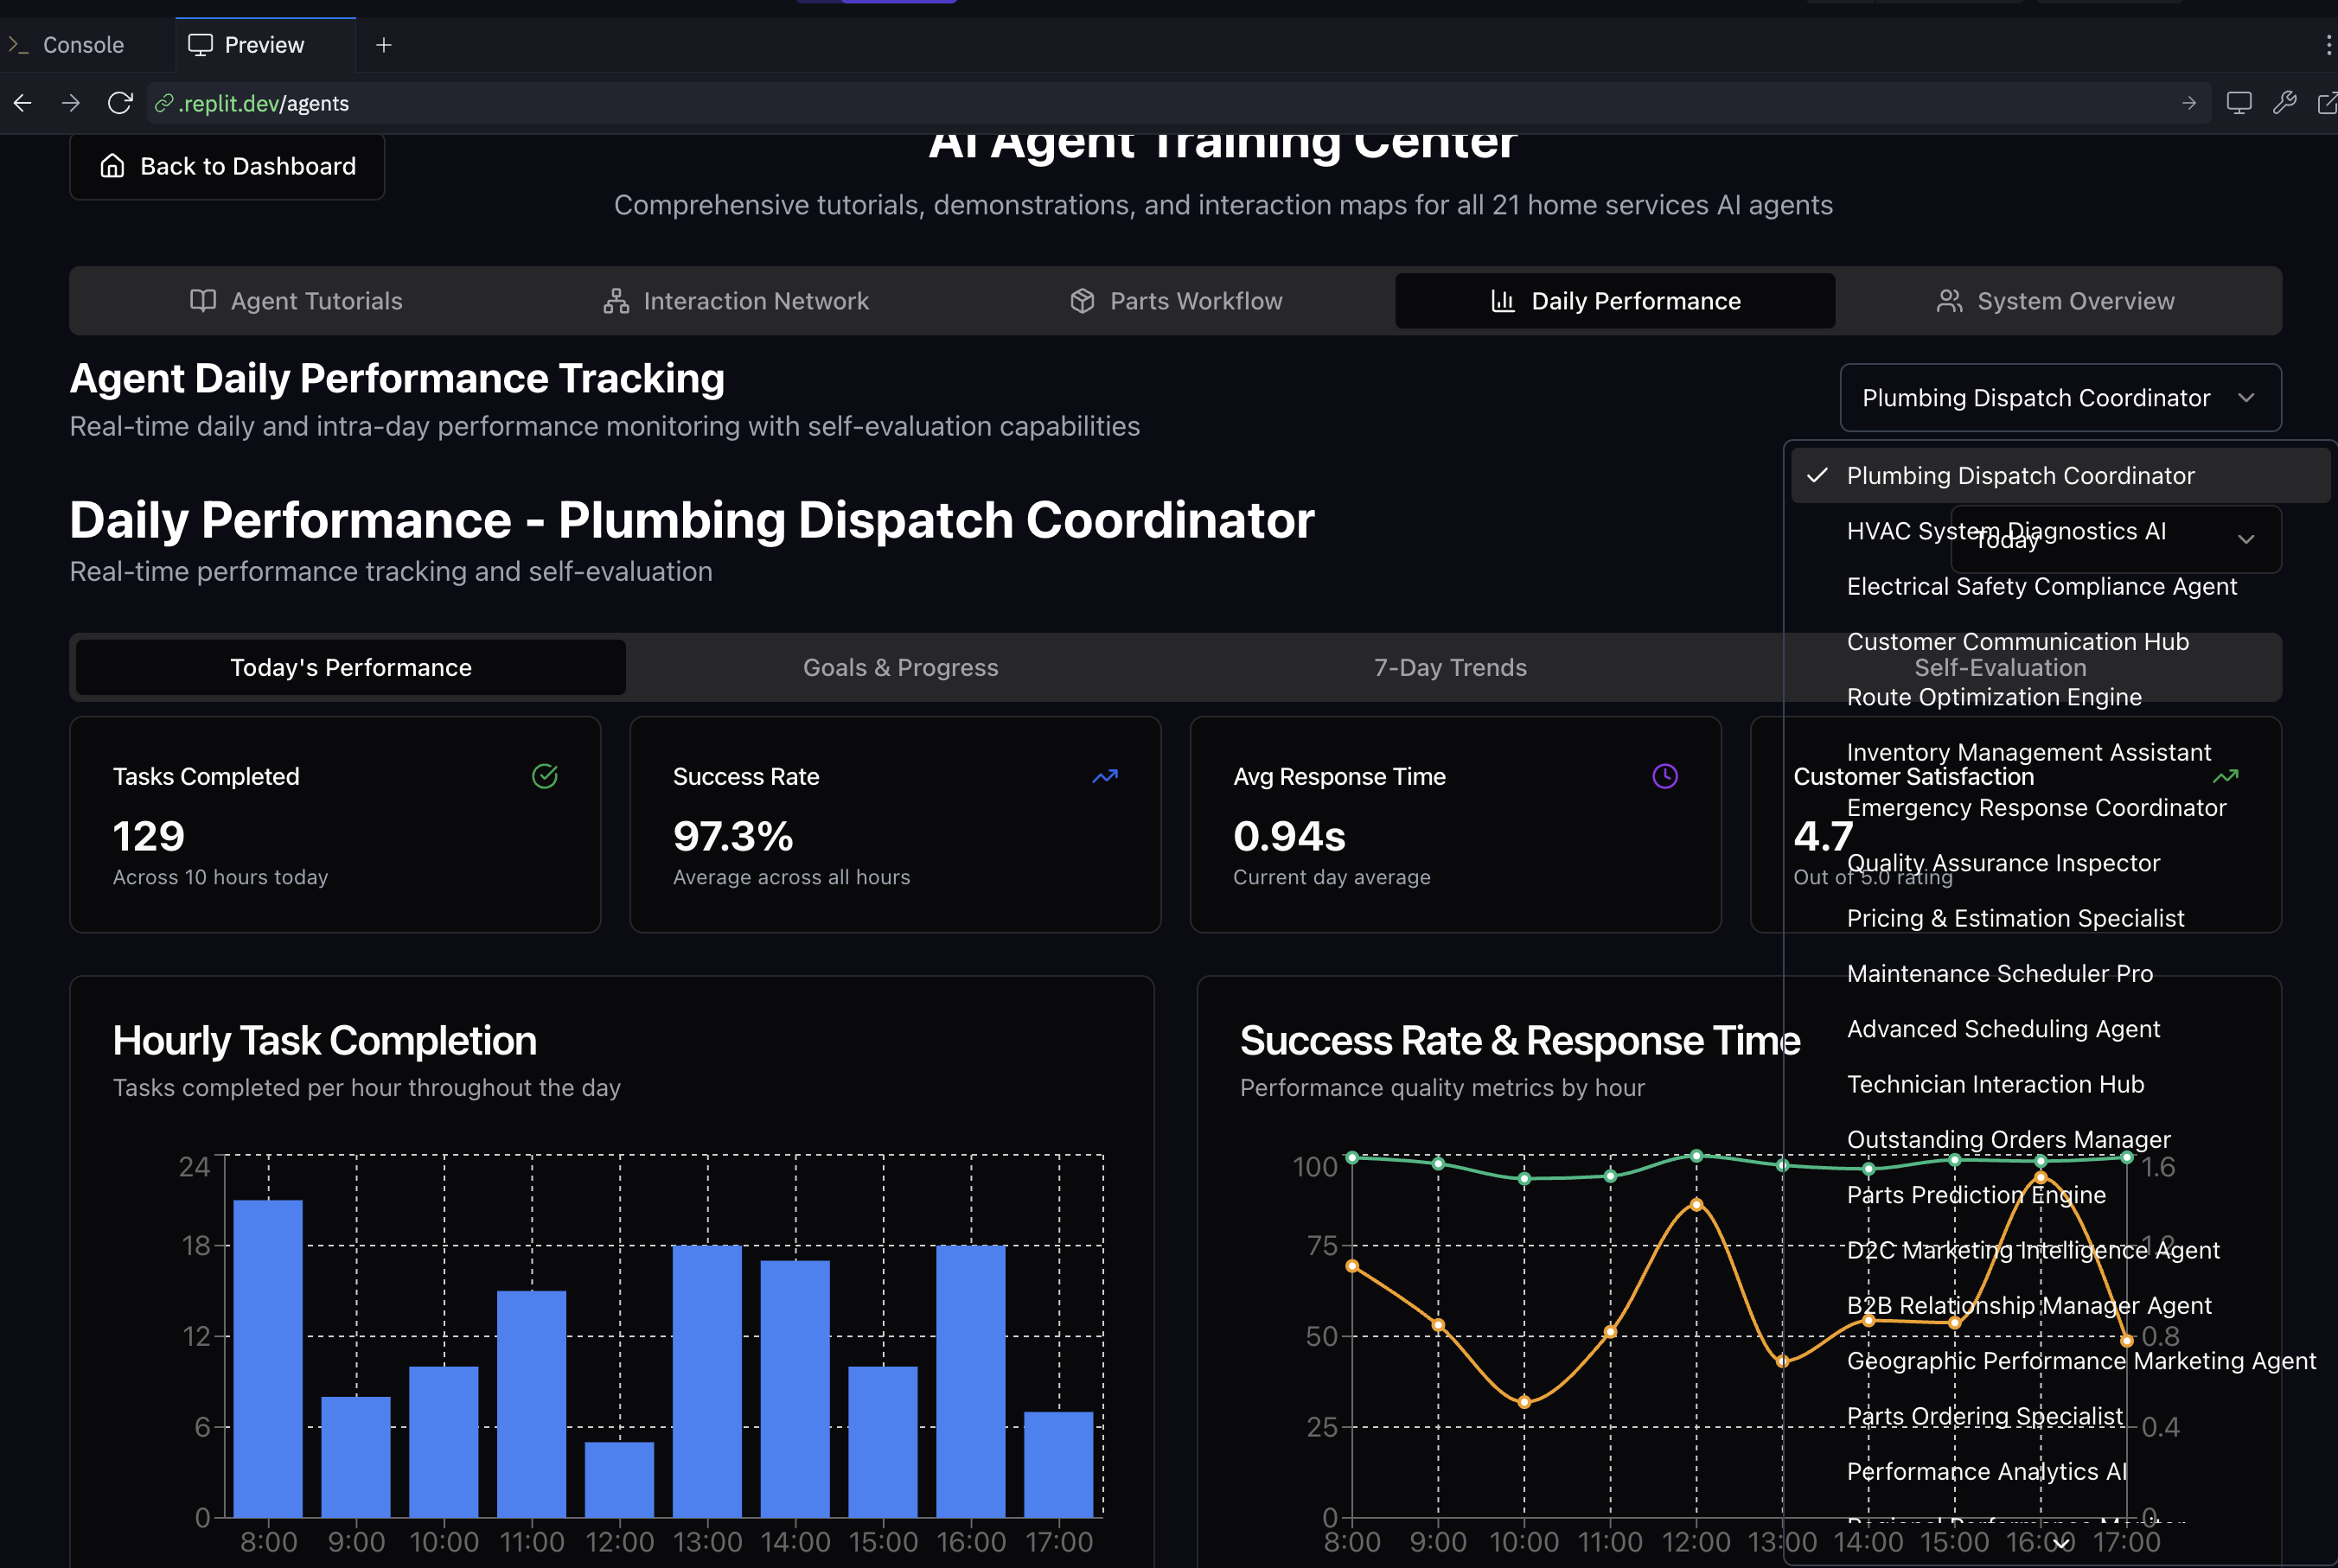 Console
Preview
.replit.dev/agents
Back to Dashboard
AI Agent Training Center
Comprehensive tutorials, demonstrations, and interaction maps for all 21 home services AI agents
Agent Tutorials
Interaction Network
Parts Workflow
Daily Performance
System Overview
Agent Daily Performance Tracking
Real-time daily and intra-day performance monitoring with self-evaluation capabilities
Plumbing Dispatch Coordinator
Daily Performance - Plumbing Dispatch Coordinator
Real-time performance tracking and self-evaluation
Today
Plumbing Dispatch Coordinator
HVAC System Diagnostics AI
Electrical Safety Compliance Agent
Customer Communication Hub
Route Optimization Engine
Inventory Management Assistant
Emergency Response Coordinator
Quality Assurance Inspector
Pricing & Estimation Specialist
Maintenance Scheduler Pro
Advanced Scheduling Agent
Technician Interaction Hub
Outstanding Orders Manager
Parts Prediction Engine
D2C Marketing Intelligence Agent
B2B Relationship Manager Agent
Geographic Performance Marketing Agent
Parts Ordering Specialist
Performance Analytics AI
Regional Performance Monitor
Today's Performance
Goals & Progress
7-Day Trends
Self-Evaluation
Tasks Completed
129
Across 10 hours today
Success Rate
97.3%
Average across all hours
Avg Response Time
0.94s
Current day average
Customer Satisfaction
4.7
Out of 5.0 rating
Hourly Task Completion
Tasks completed per hour throughout the day
24
18
12
6
0
8:00 9:00 10:00 11:00 12:00 13:00 14:00 15:00 16:00 17:00
Success Rate & Response Time
Performance quality metrics by hour
100
75
50
25
0
1.6
1.2
0.8
0.4
0
8:00 9:00 10:00 11:00 12:00 13:00 14:00 15:00 16:00 17:00